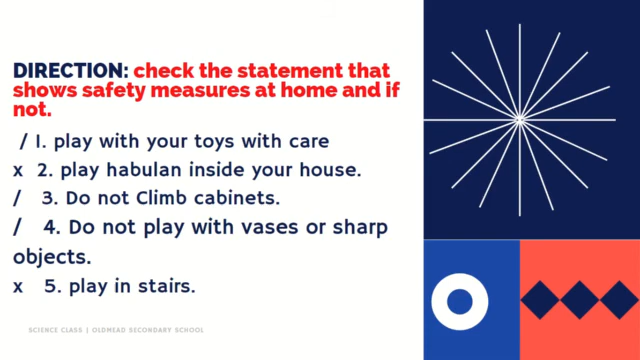 DIRECTION: check the statement that
shows safety measures at home and if
not.
/ 1. play with your toys with care
x 2. play habulan inside your house.
/ 3. Do not Climb cabinets.
/ 4. Do not play with vases or sharp
objects.
x 5. play in stairs.
SCIENCE CLASS | OLDMEAD SECONDARY SCHOOL